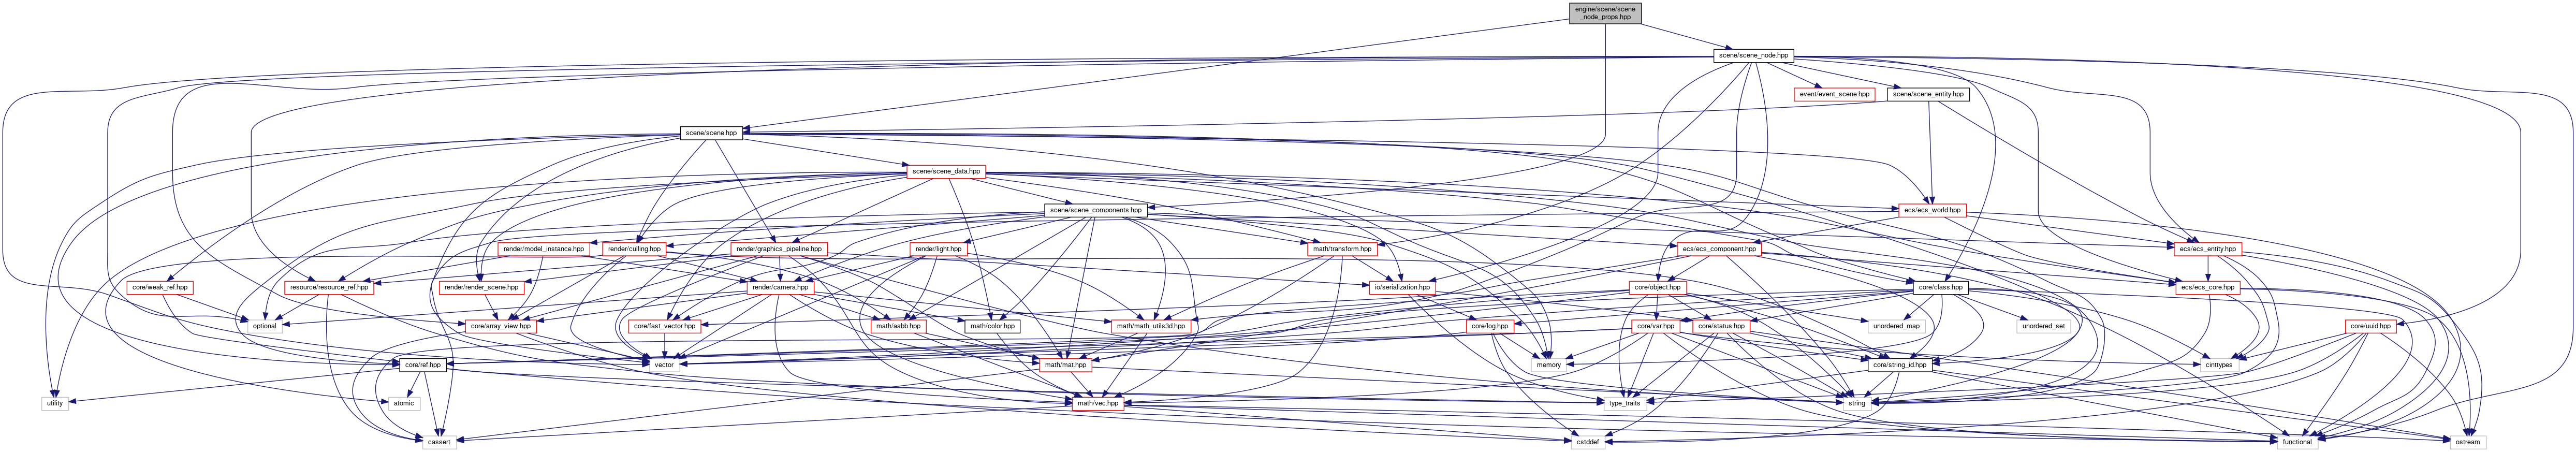 engine/scene/scene
_node_props.hpp
scene/scene_node.hpp
event/event_scene.hpp
scene/scene_entity.hpp
scene/scene.hpp
scene/scene_data.hpp
scene/scene_components.hpp
ecs/ecs_world.hpp
render/model_instance.hpp
render/culling.hpp
render/graphics_pipeline.hpp
render/light.hpp
math/transform.hpp
ecs/ecs_component.hpp
ecs/ecs_entity.hpp
core/weak_ref.hpp
resource/resource_ref.hpp
render/render_scene.hpp
render/camera.hpp
io/serialization.hpp
core/object.hpp
core/class.hpp
ecs/ecs_core.hpp
optional
core/array_view.hpp
core/fast_vector.hpp
math/aabb.hpp
math/color.hpp
math/math_utils3d.hpp
core/log.hpp
core/var.hpp
core/status.hpp
unordered_map
unordered_set
core/uuid.hpp
core/ref.hpp
vector
math/mat.hpp
memory
core/string_id.hpp
cinttypes
utility
atomic
math/vec.hpp
type_traits
string
cassert
cstddef
functional
ostream